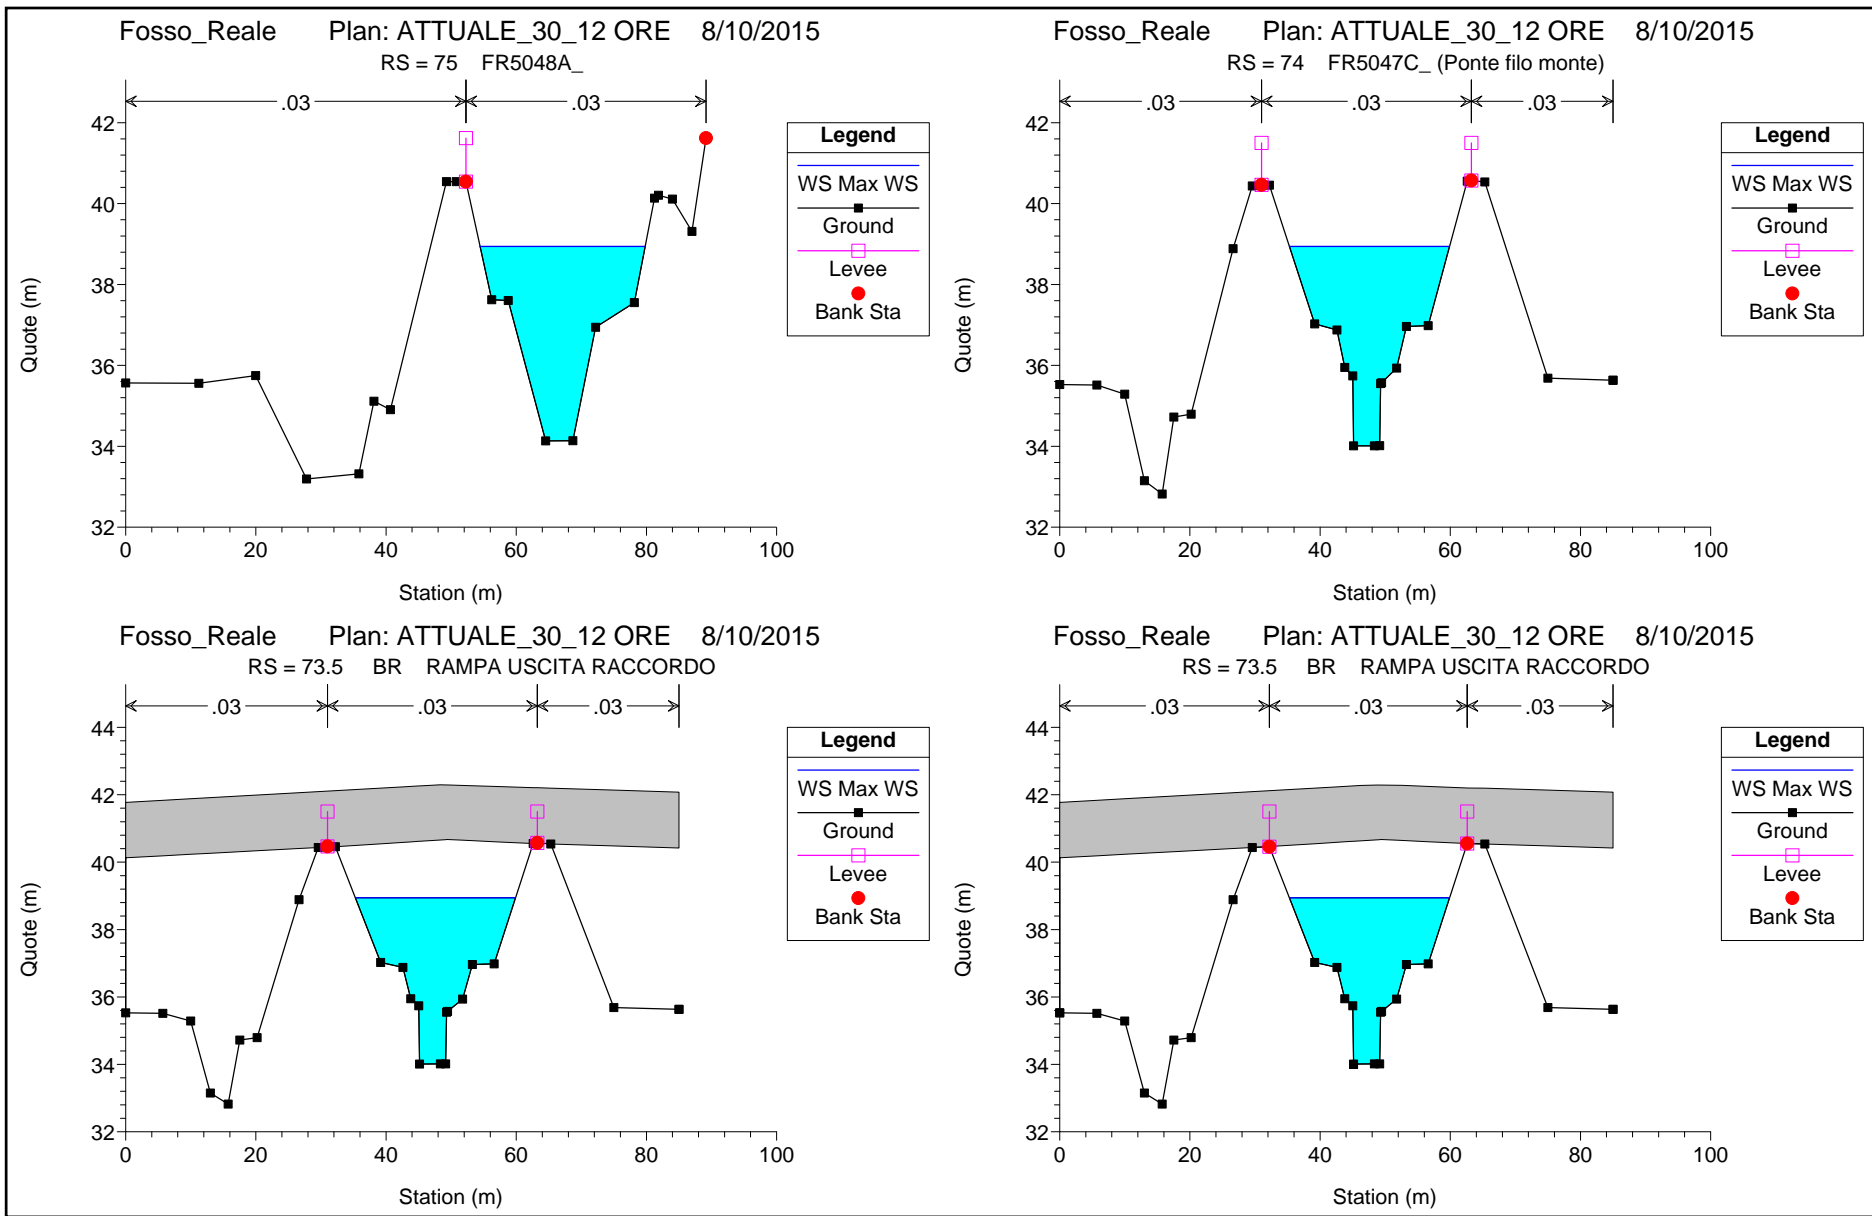 Fosso_Reale Plan: ATTUALE_30_12 ORE 8/10/2015
RS = 75 FR5048A_
.03 .03
42
40
38
36
34
32
0 20 40 60 80 100
Quote (m)
Station (m)
Legend
WS Max WS
Ground
Levee
Bank Sta
Fosso_Reale Plan: ATTUALE_30_12 ORE 8/10/2015
RS = 74 FR5047C_ (Ponte filo monte)
.03 .03 .03
42
40
38
36
34
32
0 20 40 60 80 100
Quote (m)
Station (m)
Legend
WS Max WS
Ground
Levee
Bank Sta
Fosso_Reale Plan: ATTUALE_30_12 ORE 8/10/2015
RS = 73.5 BR RAMPA USCITA RACCORDO
.03 .03 .03
44
42
40
38
36
34
32
0 20 40 60 80 100
Quote (m)
Station (m)
Legend
WS Max WS
Ground
Levee
Bank Sta
Fosso_Reale Plan: ATTUALE_30_12 ORE 8/10/2015
RS = 73.5 BR RAMPA USCITA RACCORDO
.03 .03 .03
44
42
40
38
36
34
32
0 20 40 60 80 100
Quote (m)
Station (m)
Legend
WS Max WS
Ground
Levee
Bank Sta